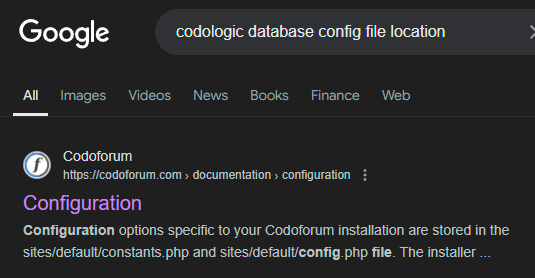 Google
codologic database config file location
All Images Videos News Books Finance Web
Codoforum
https://codoforum.com › documentation › configuration
Configuration
Configuration options specific to your Codoforum installation are stored in the
sites/default/constants.php and sites/default/config.php file. The installer ...